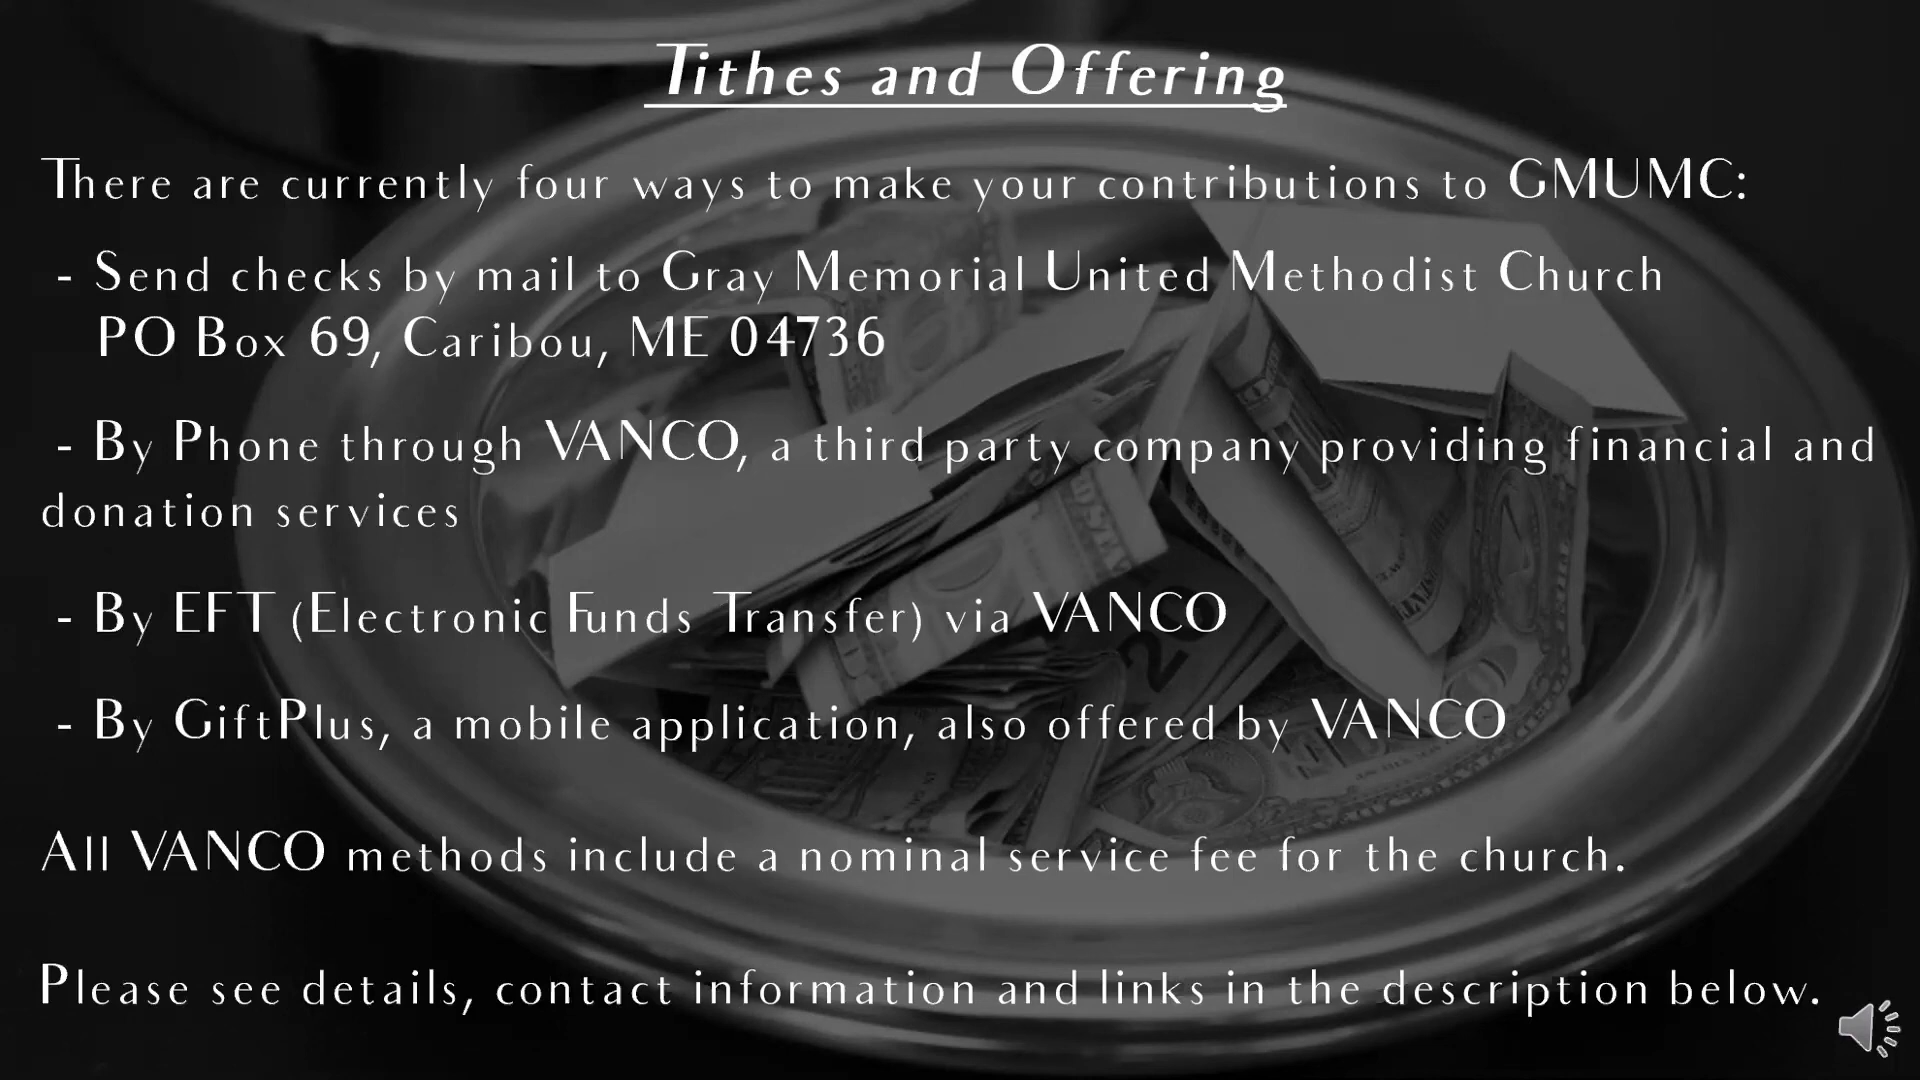 Tithes and Offering
There are currently four ways to make your contributions to GMUMC:
- Send checks by mail to Gray Memorial United Methodist Church
PO Box 69, Caribou, ME 04736
- By Phone through VANCO, a third party company providing financial and
donation services
- By EFT (Electronic Funds Transfer) via VANCO
- By GiftPlus, a mobile application, also offered by VANCO
All VANCO methods include a nominal service fee for the church.
Please see details, contact information and links in the description below.